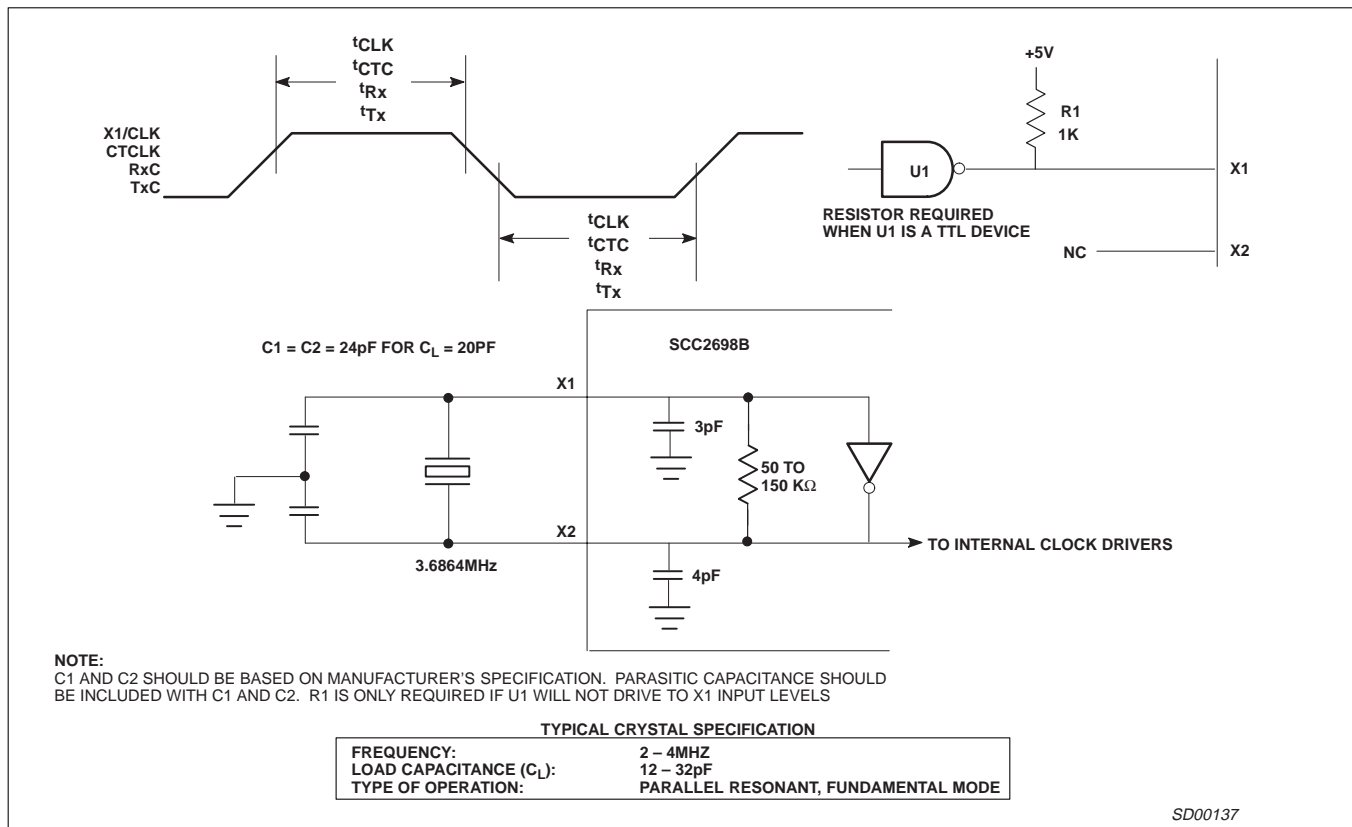 tCLK
tCTC
tRx
tTx
X1/CLK
CTCLK
RxC
TxC
tCLK
tCTC
tRx
tTx
+5V
R1
1K
U1
X1
RESISTOR REQUIRED
WHEN U1 IS A TTL DEVICE
NC
X2
C1 = C2 = 24pF FOR CL = 20PF
SCC2698B
X1
3pF
50 TO
150 KΩ
X2
TO INTERNAL CLOCK DRIVERS
3.6864MHz
4pF
NOTE:
C1 AND C2 SHOULD BE BASED ON MANUFACTURER'S SPECIFICATION. PARASITIC CAPACITANCE SHOULD
BE INCLUDED WITH C1 AND C2. R1 IS ONLY REQUIRED IF U1 WILL NOT DRIVE TO X1 INPUT LEVELS
TYPICAL CRYSTAL SPECIFICATION
FREQUENCY: 2 – 4MHZ
LOAD CAPACITANCE (CL): 12 – 32pF
TYPE OF OPERATION: PARALLEL RESONANT, FUNDAMENTAL MODE
SD00137